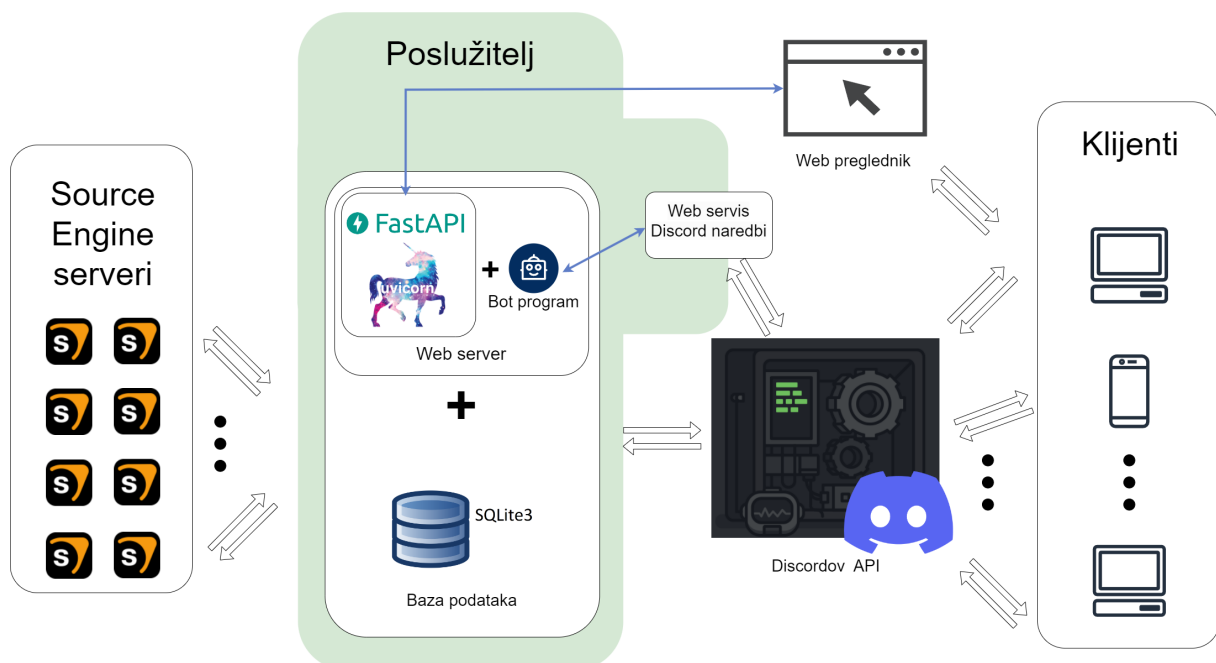 Source
Engine
serveri
S
S
S
S
S
S
S
S
Poslužitelj
FastAPI
uvicorn
+
Bot program
Web server
+
SQLite3
Baza podataka
Web servis
Discord naredbi
Web preglednik
Discordov API
Klijenti